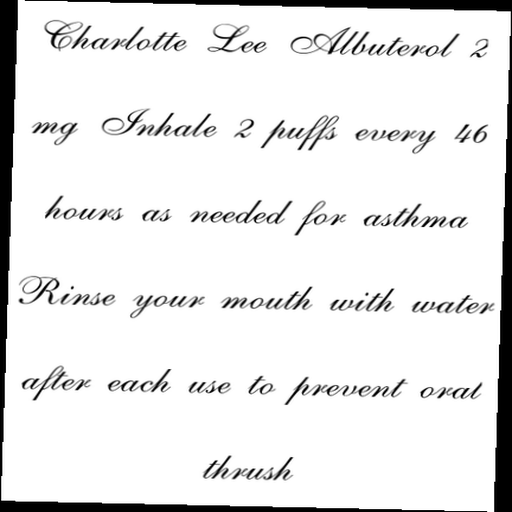 Charlotte Lee Albuterol 2
mg Inhale 2 puffs every 46
hours as needed for asthma
Rinse your mouth with water
after each use to prevent oral
thrush